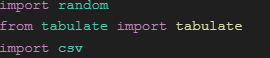 import random
from tabulate import tabulate
import csv